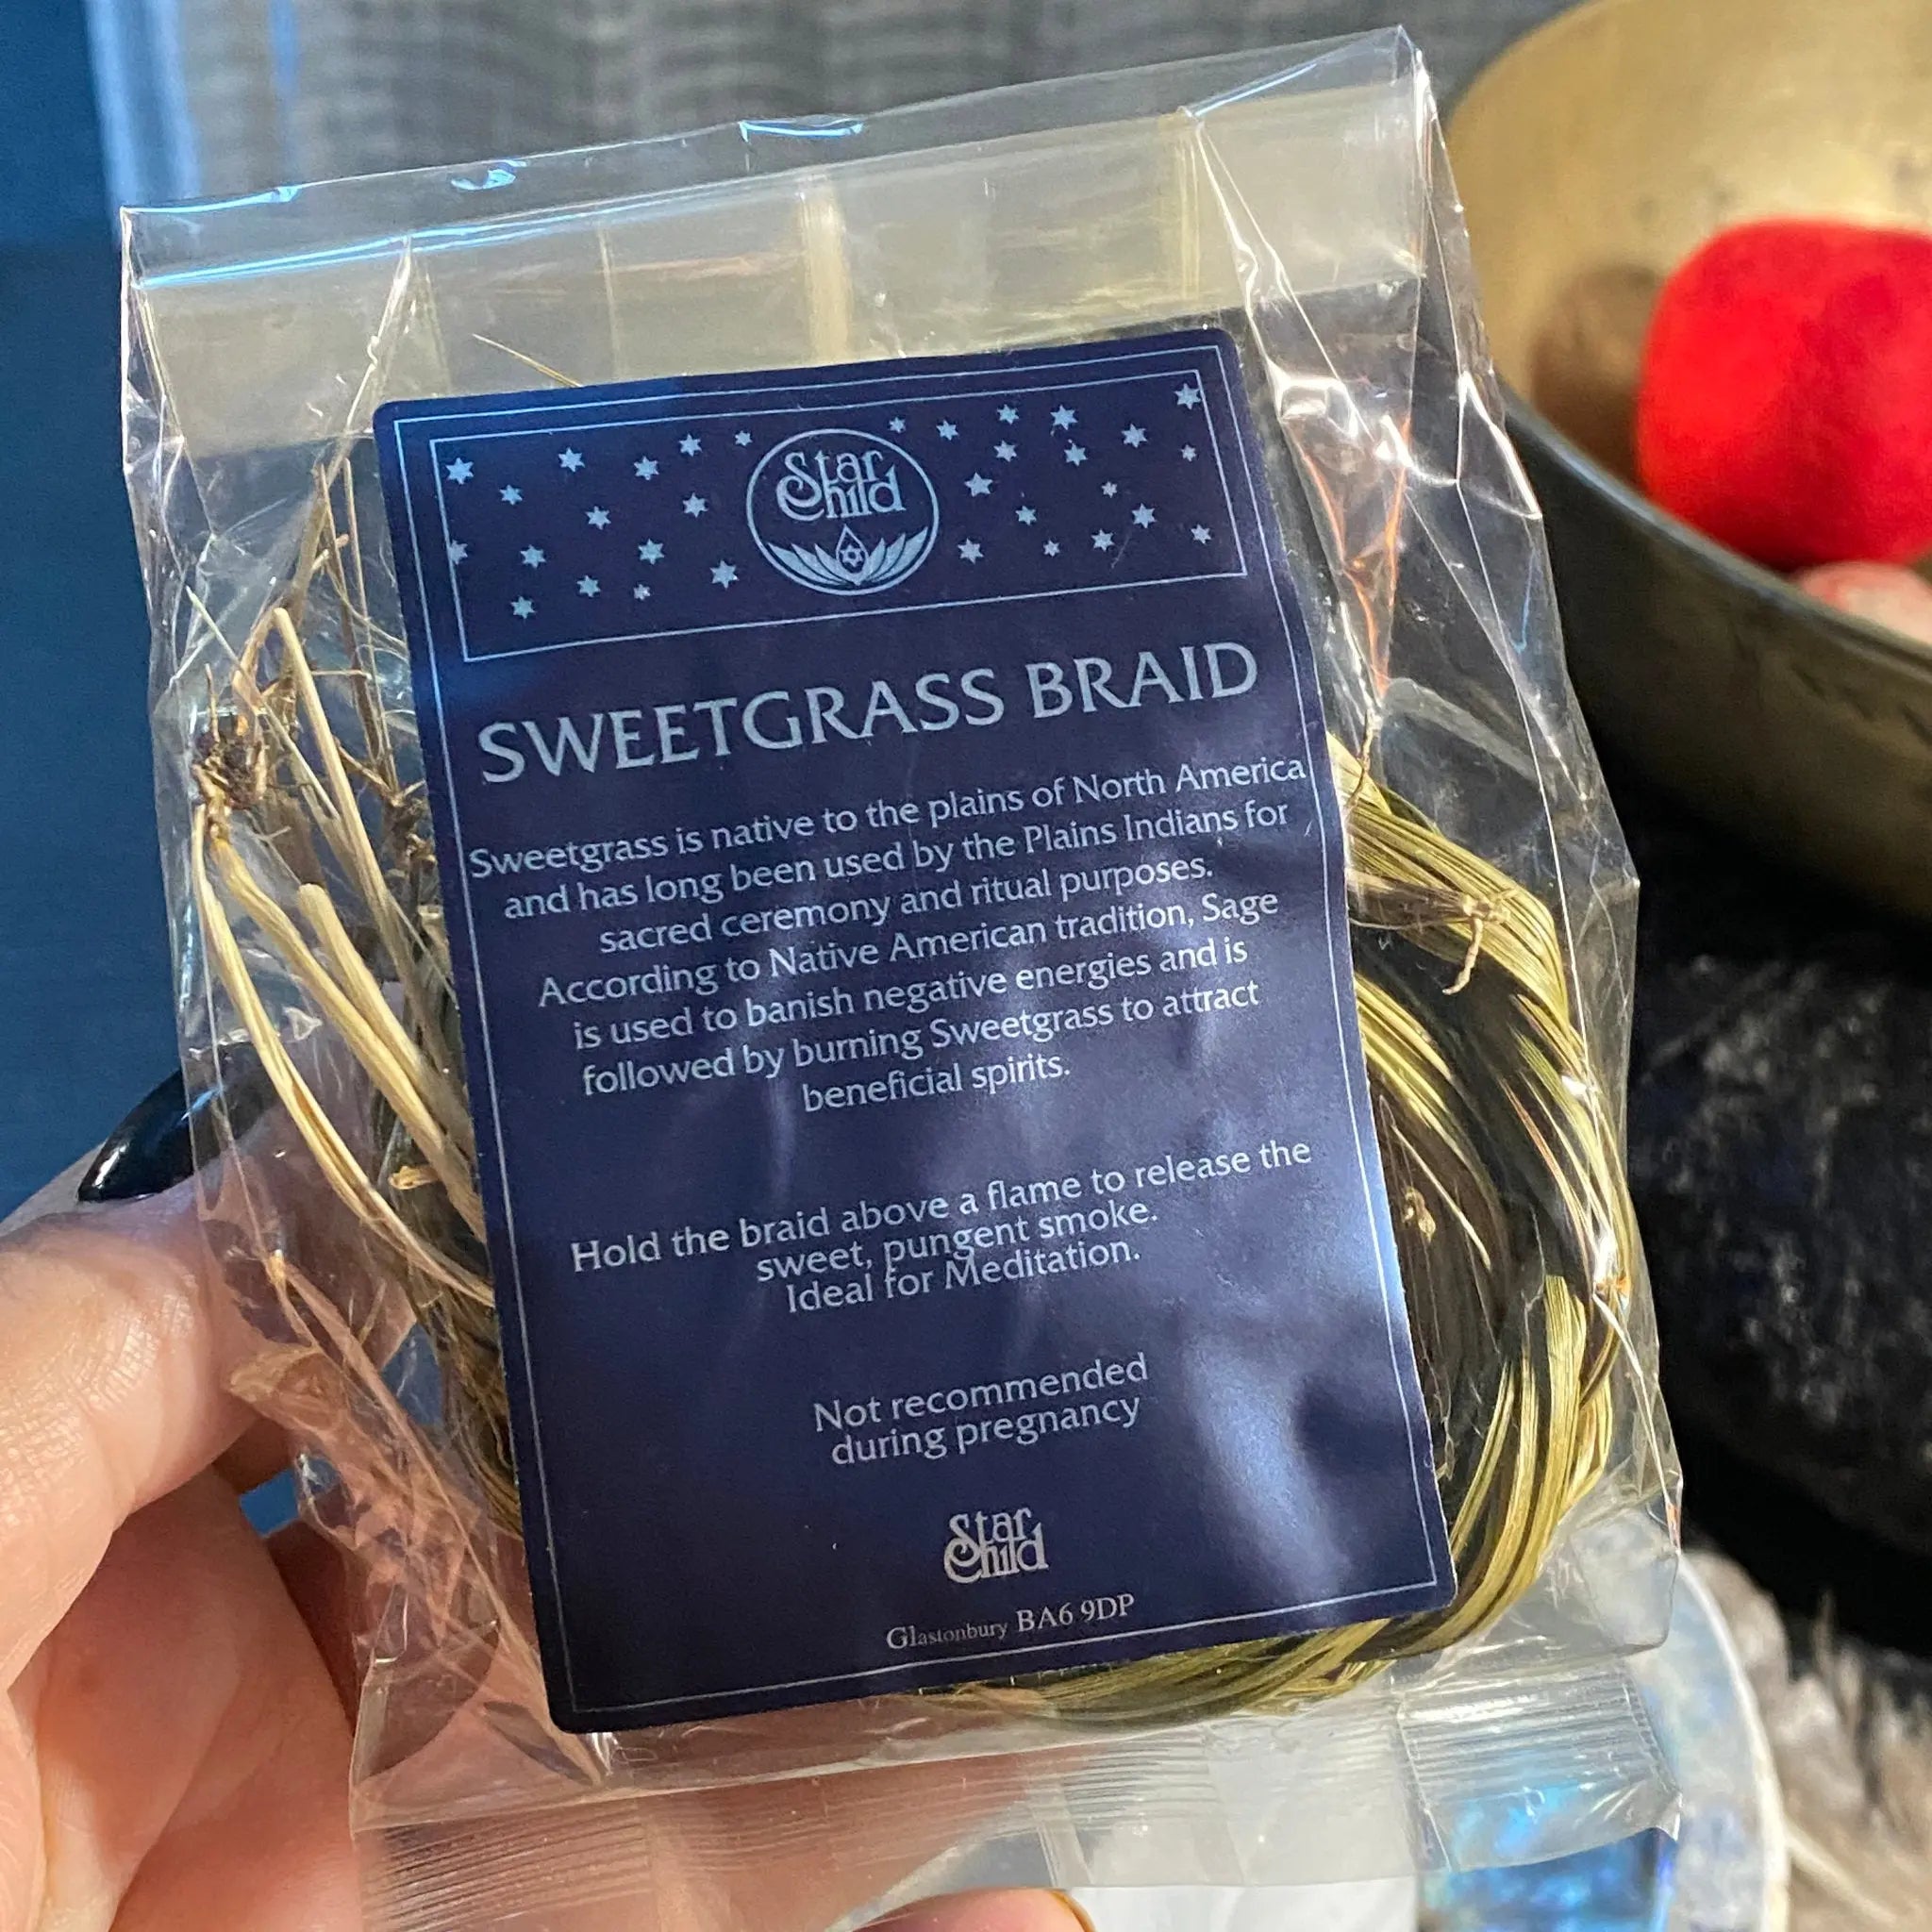 Star
Child
SWEETGRASS BRAID
Sweetgrass is native to the plains of North America
and has long been used by the Plains Indians for
sacred ceremony and ritual purposes.
According to Native American tradition, Sage
is used to banish negative energies and is
followed by burning Sweetgrass to attract
beneficial spirits.
Hold the braid above a flame to release the
sweet, pungent smoke.
Ideal for Meditation.
Not recommended
during pregnancy
Star
Child
Glastonbury BA6 9DP